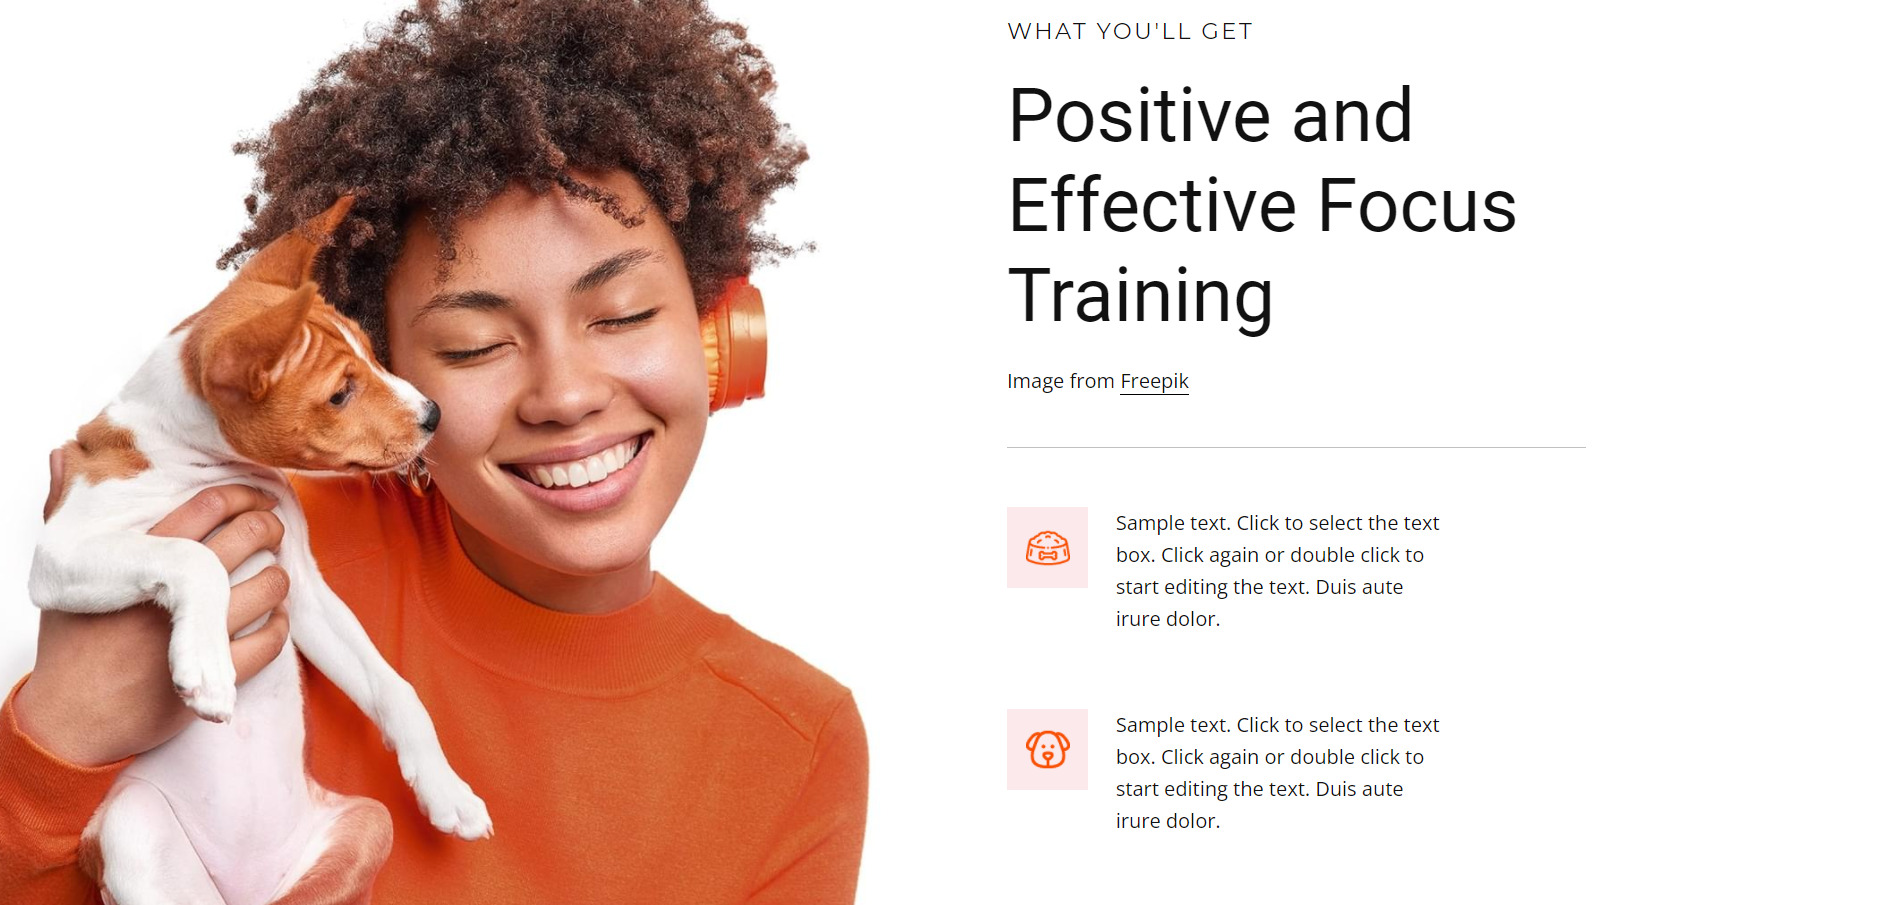 WHAT YOU'LL GET
Positive and
Effective Focus
Training
Image from Freepik
Sample text. Click to select the text
box. Click again or double click to
start editing the text. Duis aute
irure dolor.
Sample text. Click to select the text
box. Click again or double click to
start editing the text. Duis aute
irure dolor.